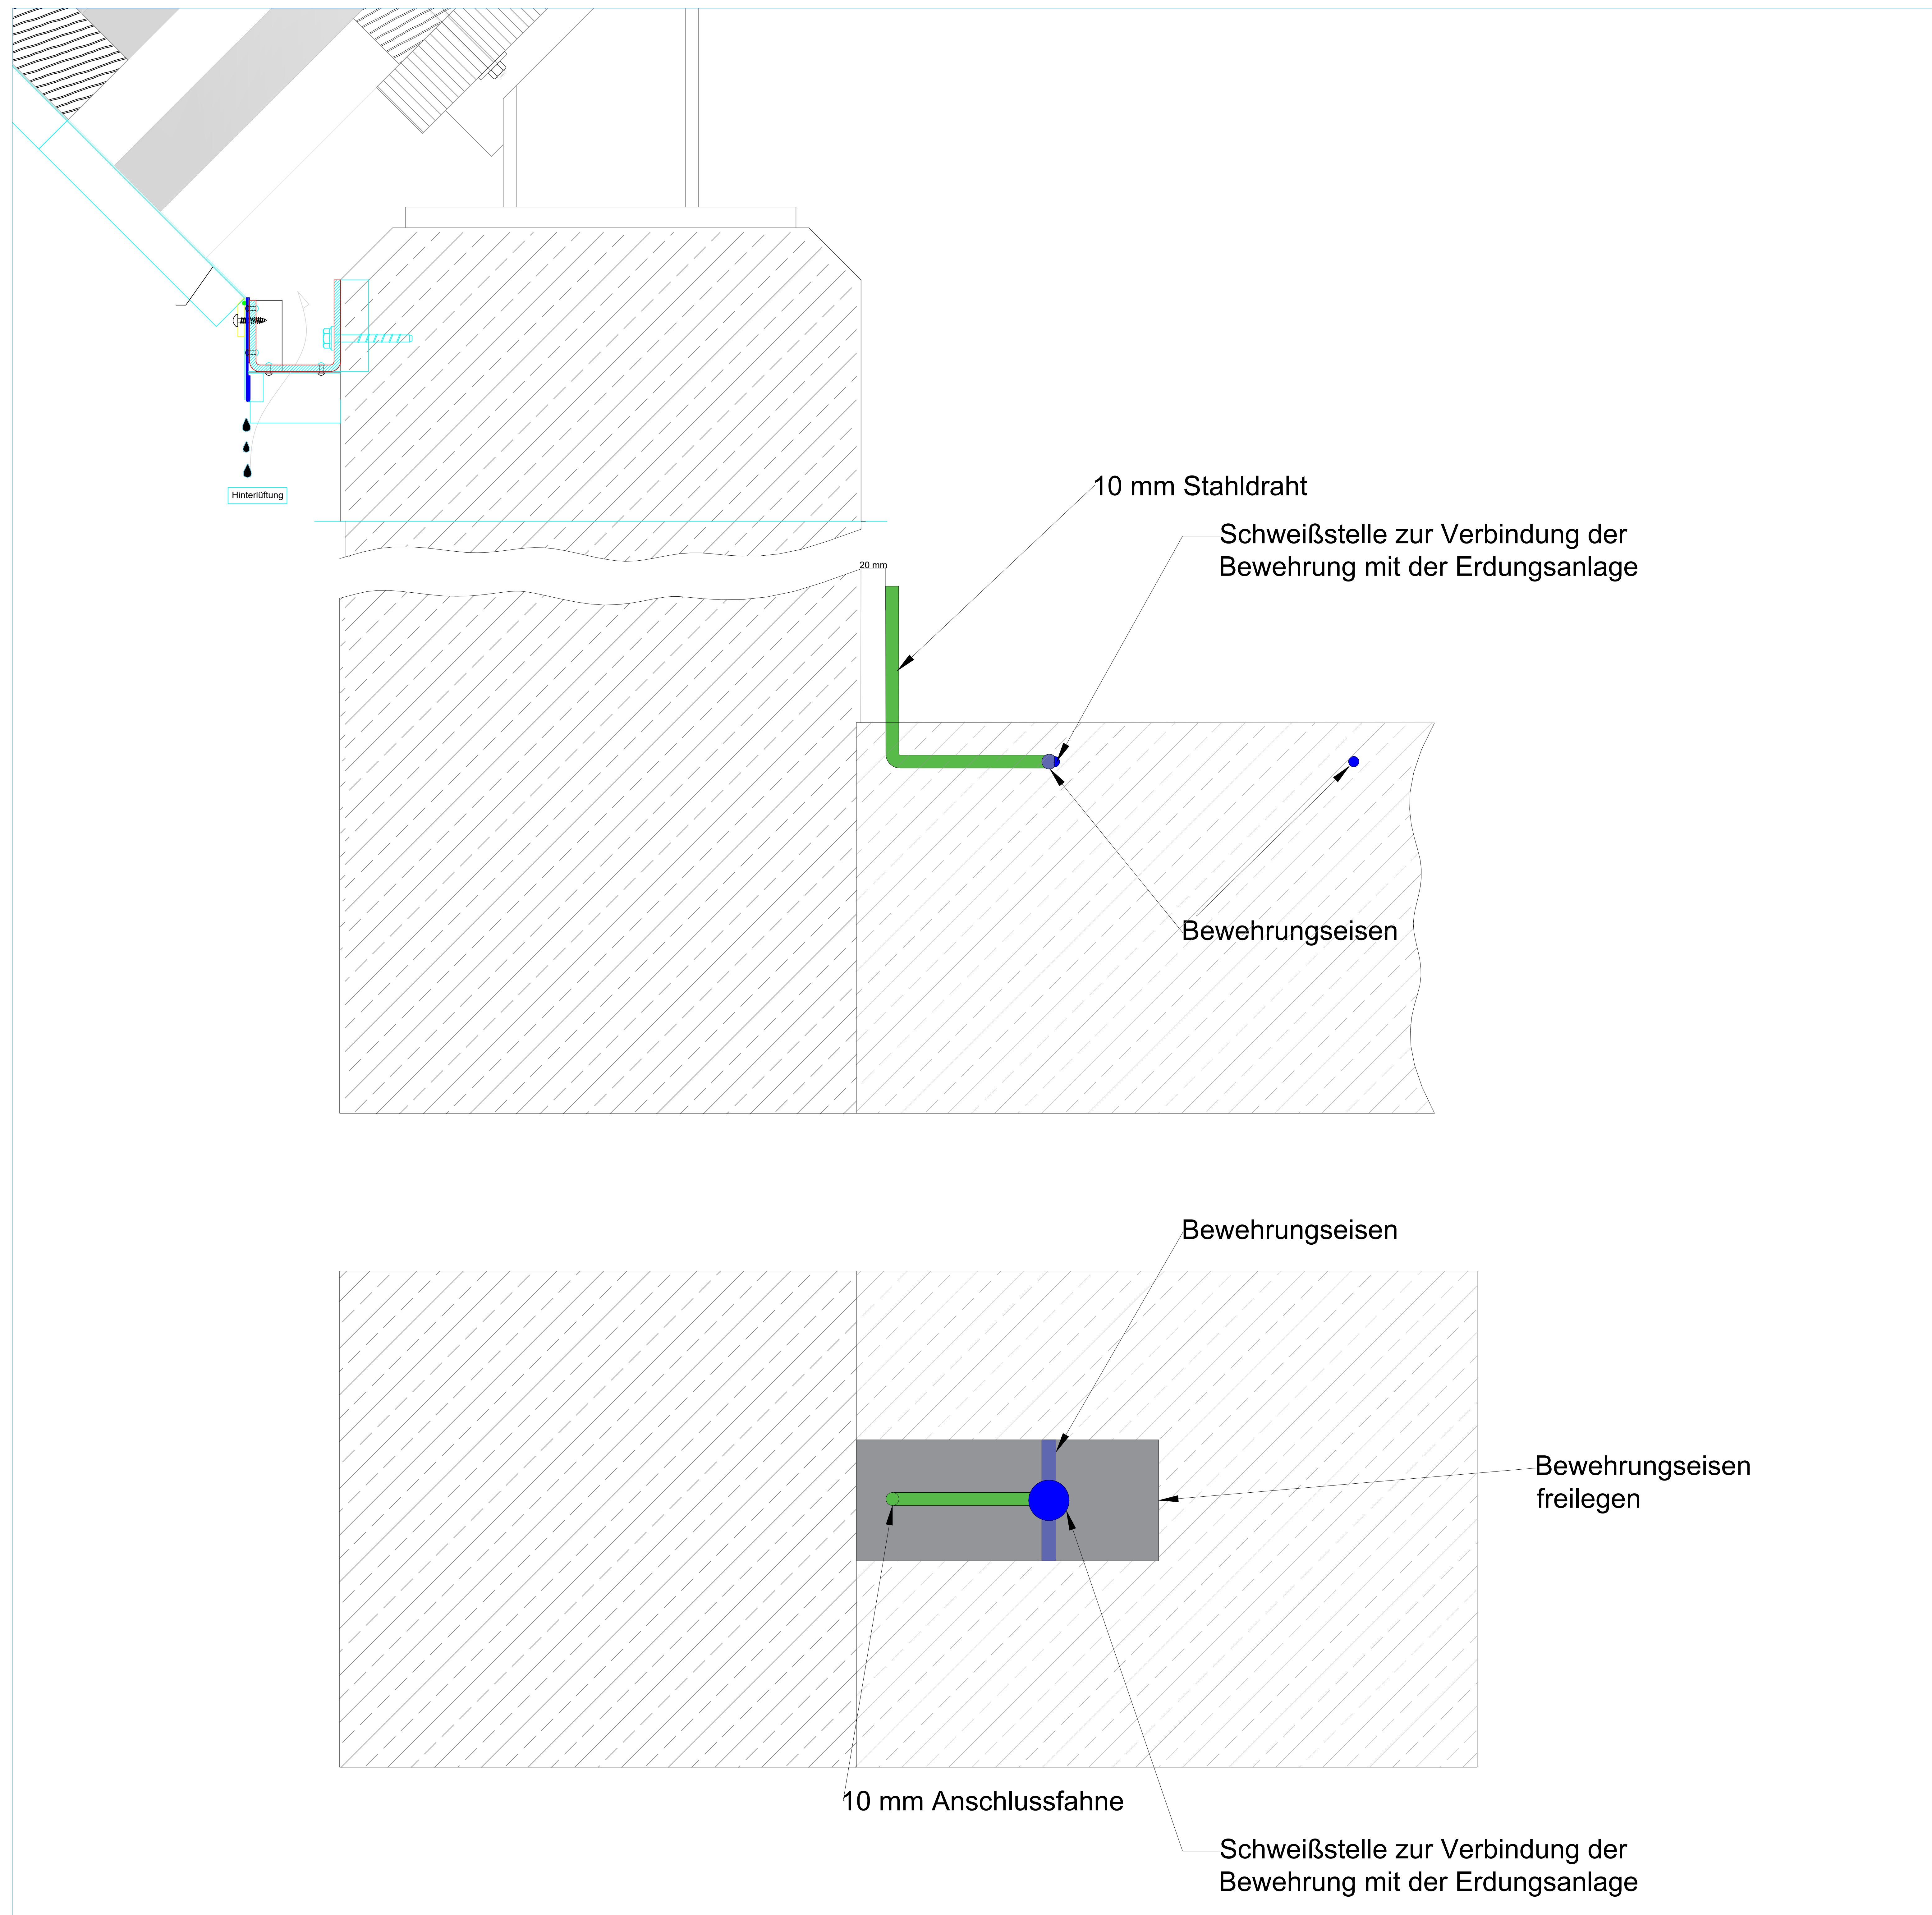 Hinterlüftung
10 mm Stahldraht
Schweißstelle zur Verbindung der
Bewehrung mit der Erdungsanlage
20 mm
Bewehrungseisen
Bewehrungseisen
Bewehrungseisen
freilegen
10 mm Anschlussfahne
Schweißstelle zur Verbindung der
Bewehrung mit der Erdungsanlage